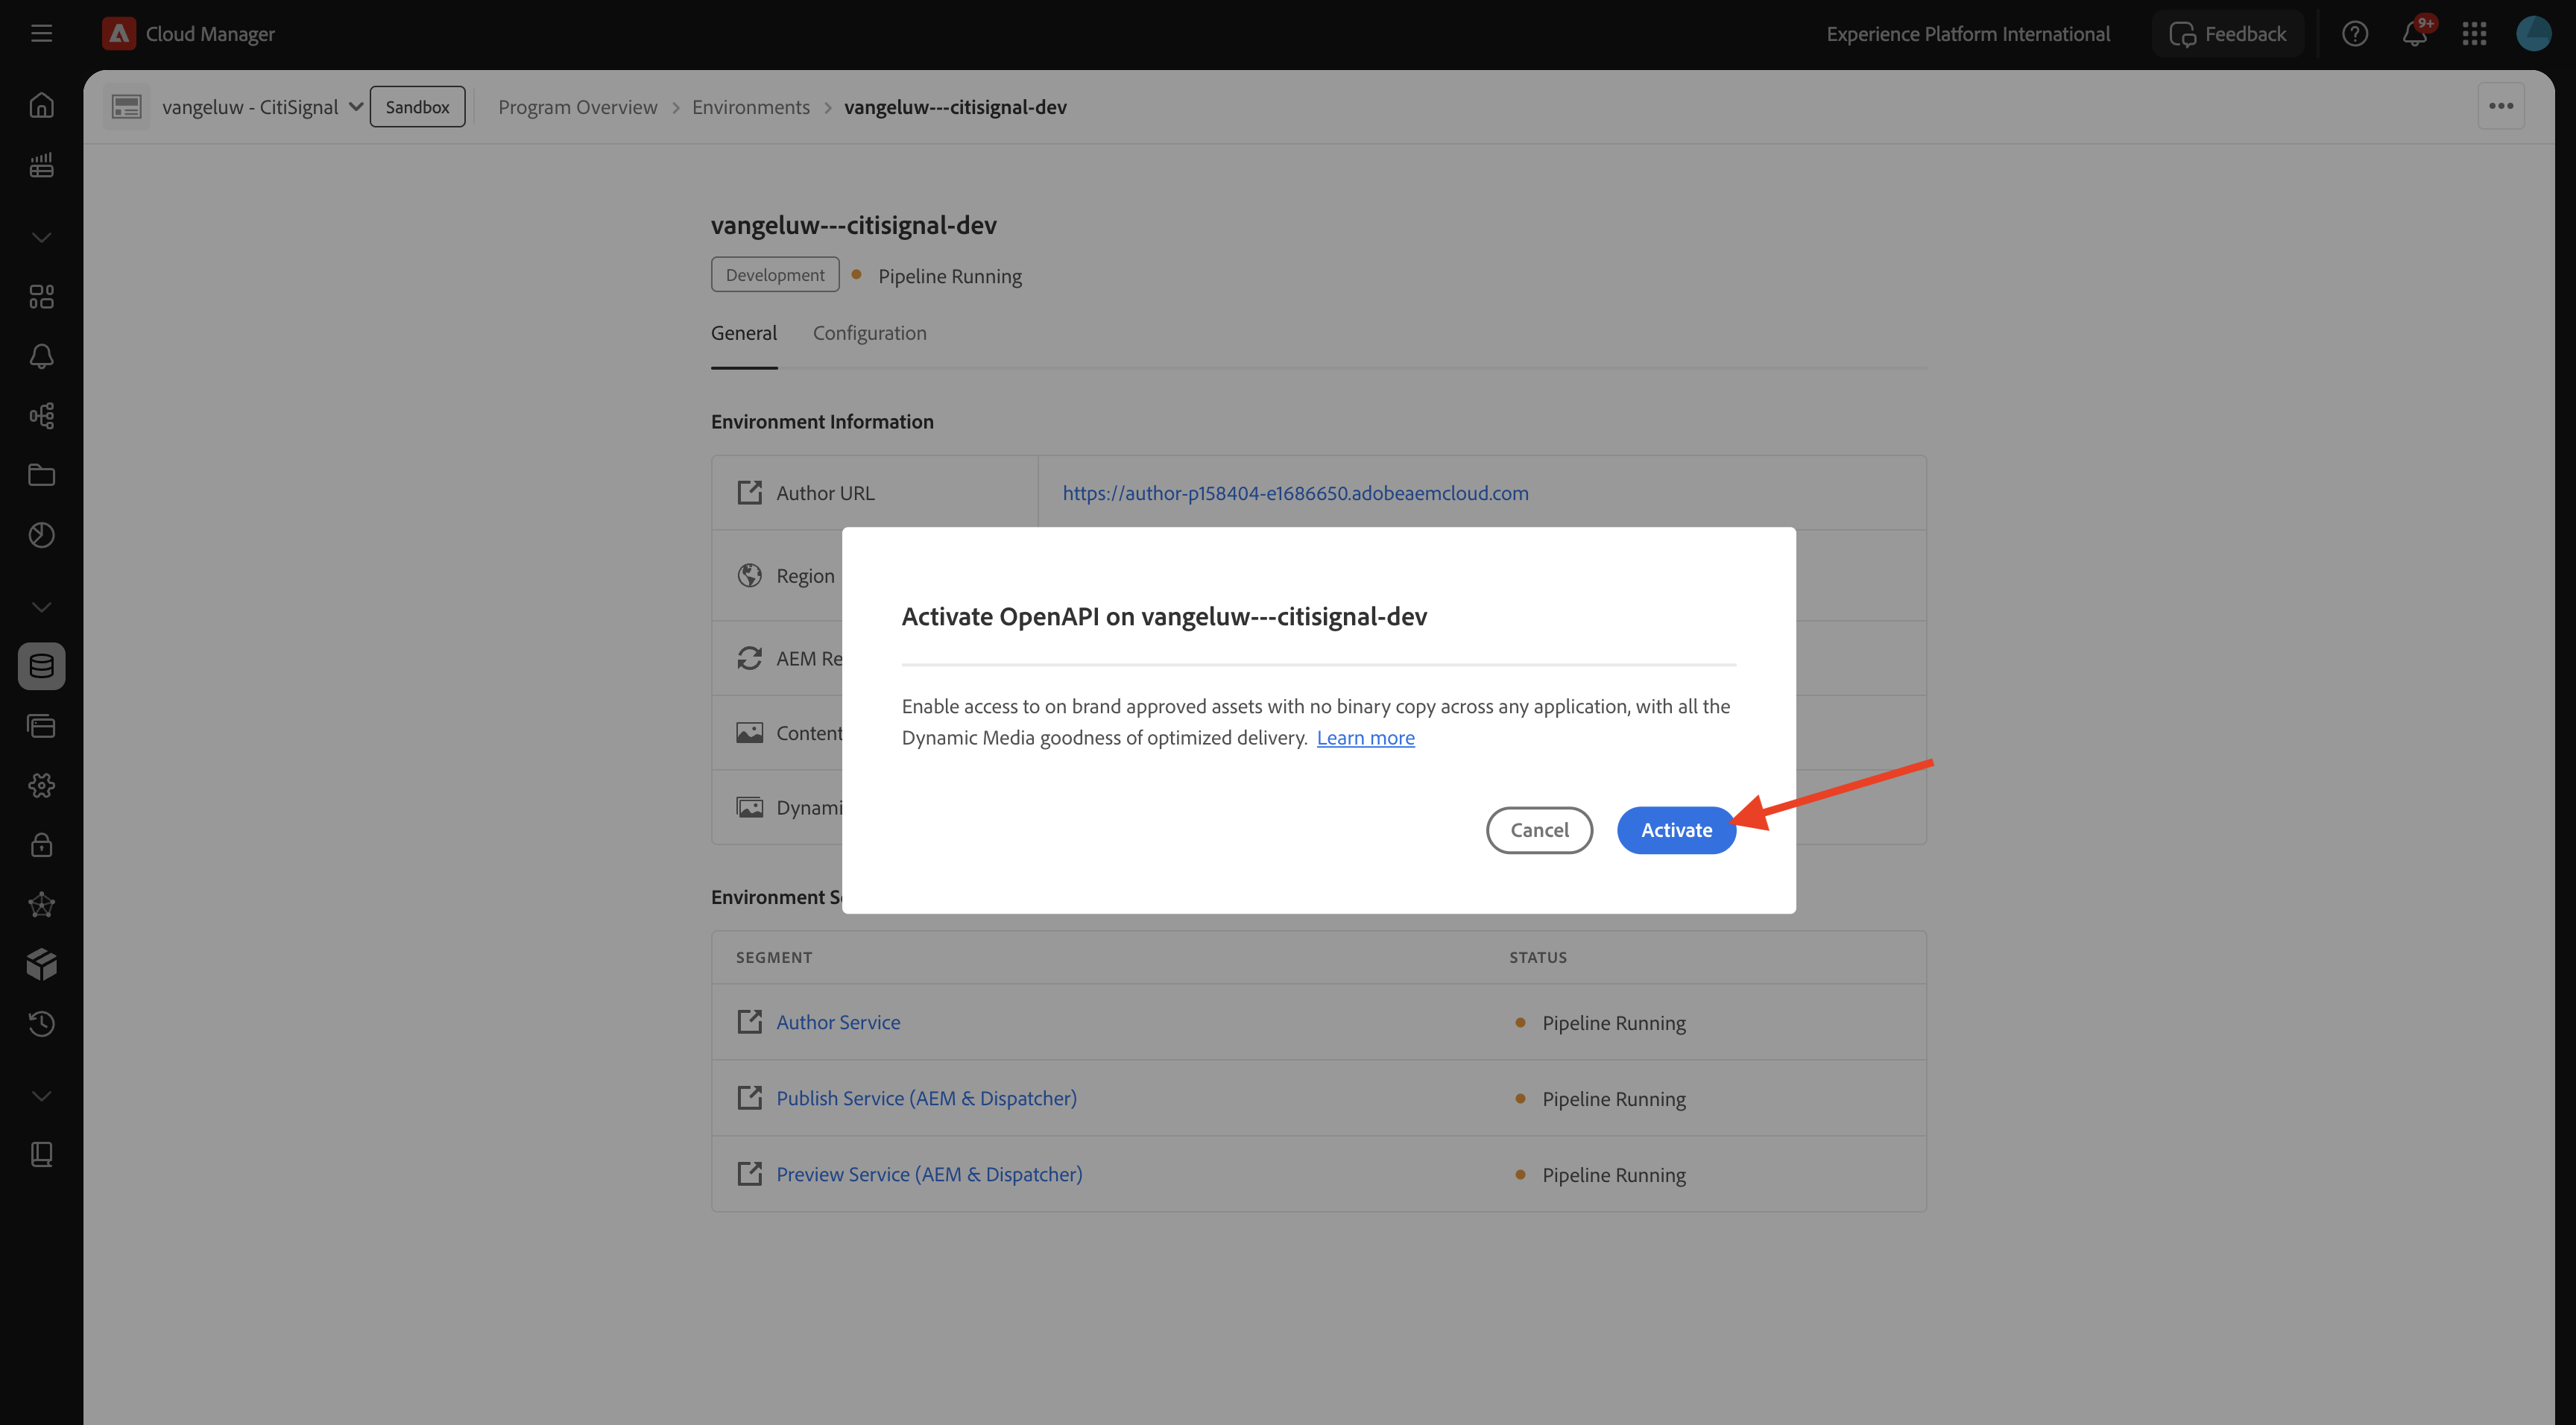 Cloud Manager
Experience Platform International
Feedback
9+
vangeluw - CitiSignal
Sandbox
Program Overview > Environments > vangeluw---citisignal-dev
vangeluw---citisignal-dev
Development
Pipeline Running
General
Configuration
Environment Information
Author URL
https://author-p158404-e1686650.adobeaemcloud.com
Region
AEM Re
Content
Dynami
Activate OpenAPI on vangeluw---citisignal-dev
Enable access to on brand approved assets with no binary copy across any application, with all the
Dynamic Media goodness of optimized delivery. Learn more
Cancel
Activate
Environment S
SEGMENT
STATUS
Author Service
Pipeline Running
Publish Service (AEM & Dispatcher)
Pipeline Running
Preview Service (AEM & Dispatcher)
Pipeline Running